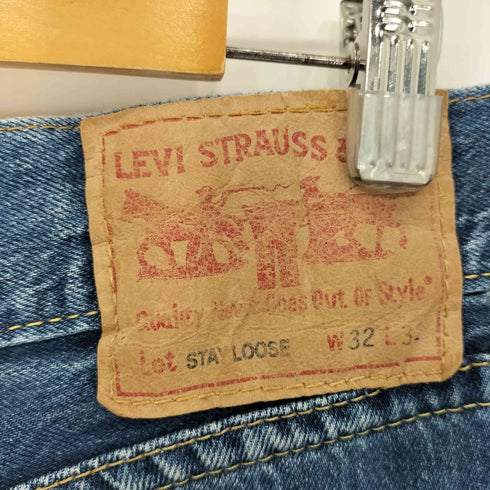 LEVI STRAUSS &
Quality Never Goes Out Of Style®
Lot STAY LOOSE W 32 L